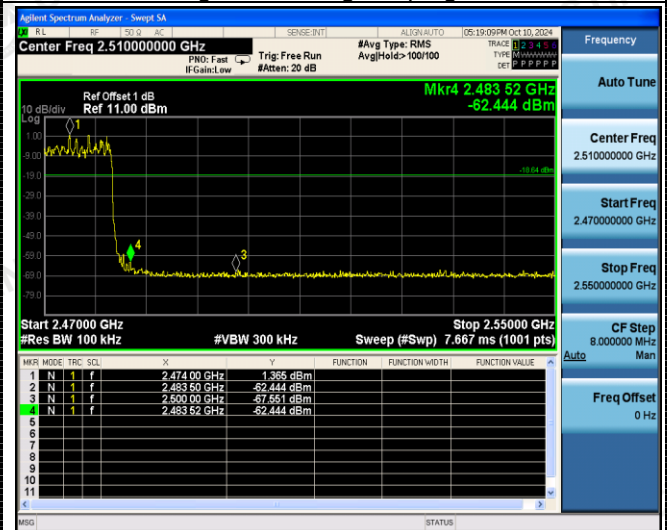 Agilent Spectrum Analyzer - Swept SA
RL RF 50 Ω AC SENSE:INT ALIGN AUTO 05:19:09 PM Oct 10, 2024
Center Freq 2.510000000 GHz
PNO: Fast
IFGain:Low
Trig: Free Run
#Atten: 20 dB
#Avg Type: RMS
Avg|Hold:> 100/100
TRACE 1 2 3 4 5 6
TYPE M
DET P P P P P P
Frequency
Mkr4 2.483 52 GHz
-62.444 dBm
Ref Offset 1 dB
10 dB/div Ref 11.00 dBm
Log
1.00
-9.00
-19.0
-29.0
-39.0
-49.0
-59.0
-69.0
-79.0
1
4
3
-18.64 dBm
Start 2.47000 GHz Stop 2.55000 GHz
#Res BW 100 kHz #VBW 300 kHz Sweep (#Swp) 7.667 ms (1001 pts)
MKR MODE TRC SCL X Y FUNCTION FUNCTION WIDTH FUNCTION VALUE
1 N 1 f 2.474 00 GHz 1.365 dBm
2 N 1 f 2.483 50 GHz -62.444 dBm
3 N 1 f 2.500 00 GHz -67.551 dBm
4 N 1 f 2.483 52 GHz -62.444 dBm
5
6
7
8
9
10
11
MSG STATUS
Auto Tune
Center Freq
2.510000000 GHz
Start Freq
2.470000000 GHz
Stop Freq
2.550000000 GHz
CF Step
8.000000 MHz
Auto Man
Freq Offset
0 Hz